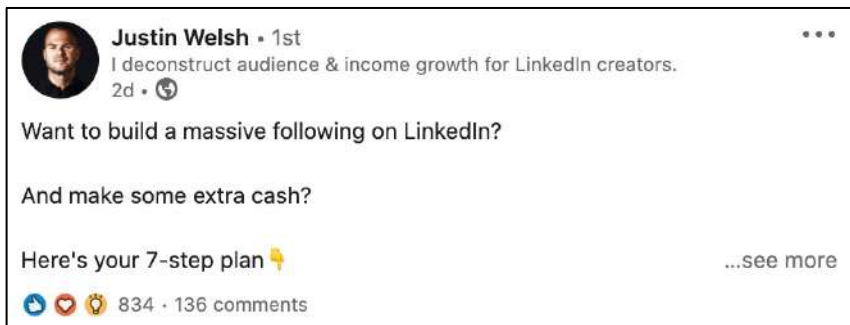 Justin Welsh • 1st
I deconstruct audience & income growth for LinkedIn creators.
2d •
Want to build a massive following on LinkedIn?
And make some extra cash?
Here's your 7-step plan👇 ...see more
834 · 136 comments